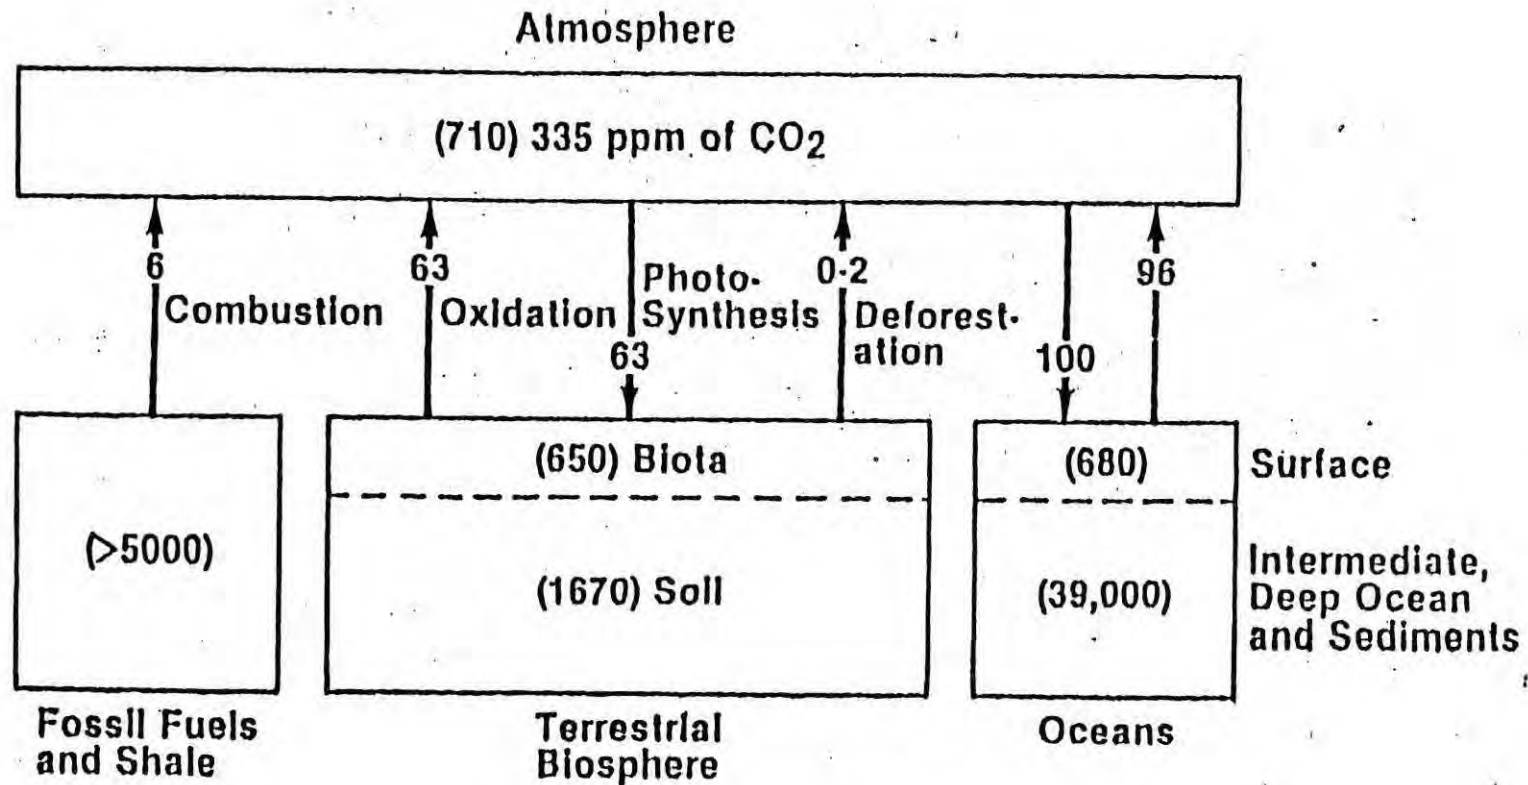 Atmosphere
(710) 335 ppm of CO2
6
Combustion
63
Oxidation
Photo-
Synthesis
63
0-2
Deforest-
ation
100
96
(>5000)
Fossil Fuels
and Shale
(650) Biota
(1670) Soil
Terrestrial
Biosphere
(680)
Surface
(39,000)
Intermediate,
Deep Ocean
and Sediments
Oceans